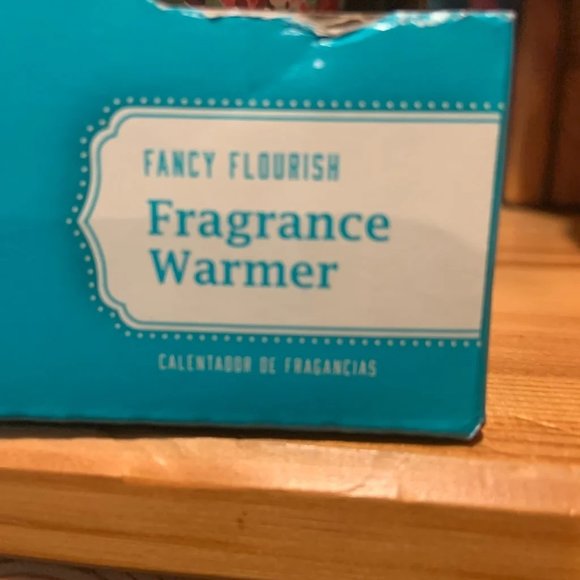 FANCY FLOURISH
Fragrance
Warmer
CALENTADOR DE FRAGANCIAS